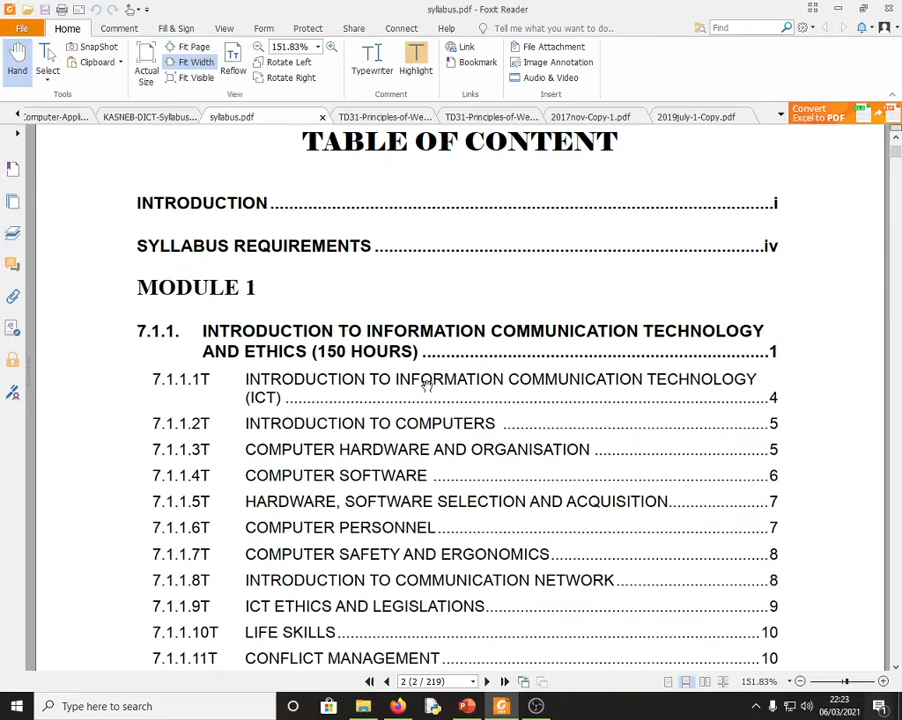 syllabus.pdf - Foxit Reader
File Home Comment Fill & Sign View Form Protect Share Connect Help Tell me what you want to do... Find
Hand Select SnapShot Clipboard Actual Size Fit Page Fit Width Fit Visible Reflow 151.83% Rotate Left Rotate Right Typewriter Highlight Link Bookmark File Attachment Image Annotation Audio & Video
Tools View Comment Links Insert
Computer-Appli... KASNEB-DICT-Syllabus... syllabus.pdf TD31-Principles-of-We... TD31-Principles-of-We... 2017nov-Copy-1.pdf 2019july-1-Copy.pdf Convert Excel to PDF
TABLE OF CONTENT
INTRODUCTION ........ i
SYLLABUS REQUIREMENTS ........ iv
MODULE 1
7.1.1. INTRODUCTION TO INFORMATION COMMUNICATION TECHNOLOGY
AND ETHICS (150 HOURS) ........ 1
7.1.1.1T INTRODUCTION TO INFORMATION COMMUNICATION TECHNOLOGY
(ICT) ........ 4
7.1.1.2T INTRODUCTION TO COMPUTERS ........ 5
7.1.1.3T COMPUTER HARDWARE AND ORGANISATION ........ 5
7.1.1.4T COMPUTER SOFTWARE ........ 6
7.1.1.5T HARDWARE, SOFTWARE SELECTION AND ACQUISITION........ 7
7.1.1.6T COMPUTER PERSONNEL........ 7
7.1.1.7T COMPUTER SAFETY AND ERGONOMICS........ 8
7.1.1.8T INTRODUCTION TO COMMUNICATION NETWORK ........ 8
7.1.1.9T ICT ETHICS AND LEGISLATIONS........ 9
7.1.1.10T LIFE SKILLS........ 10
7.1.1.11T CONFLICT MANAGEMENT ........ 10
2 (2 / 219) 151.83%
Type here to search 22:23
06/03/2021